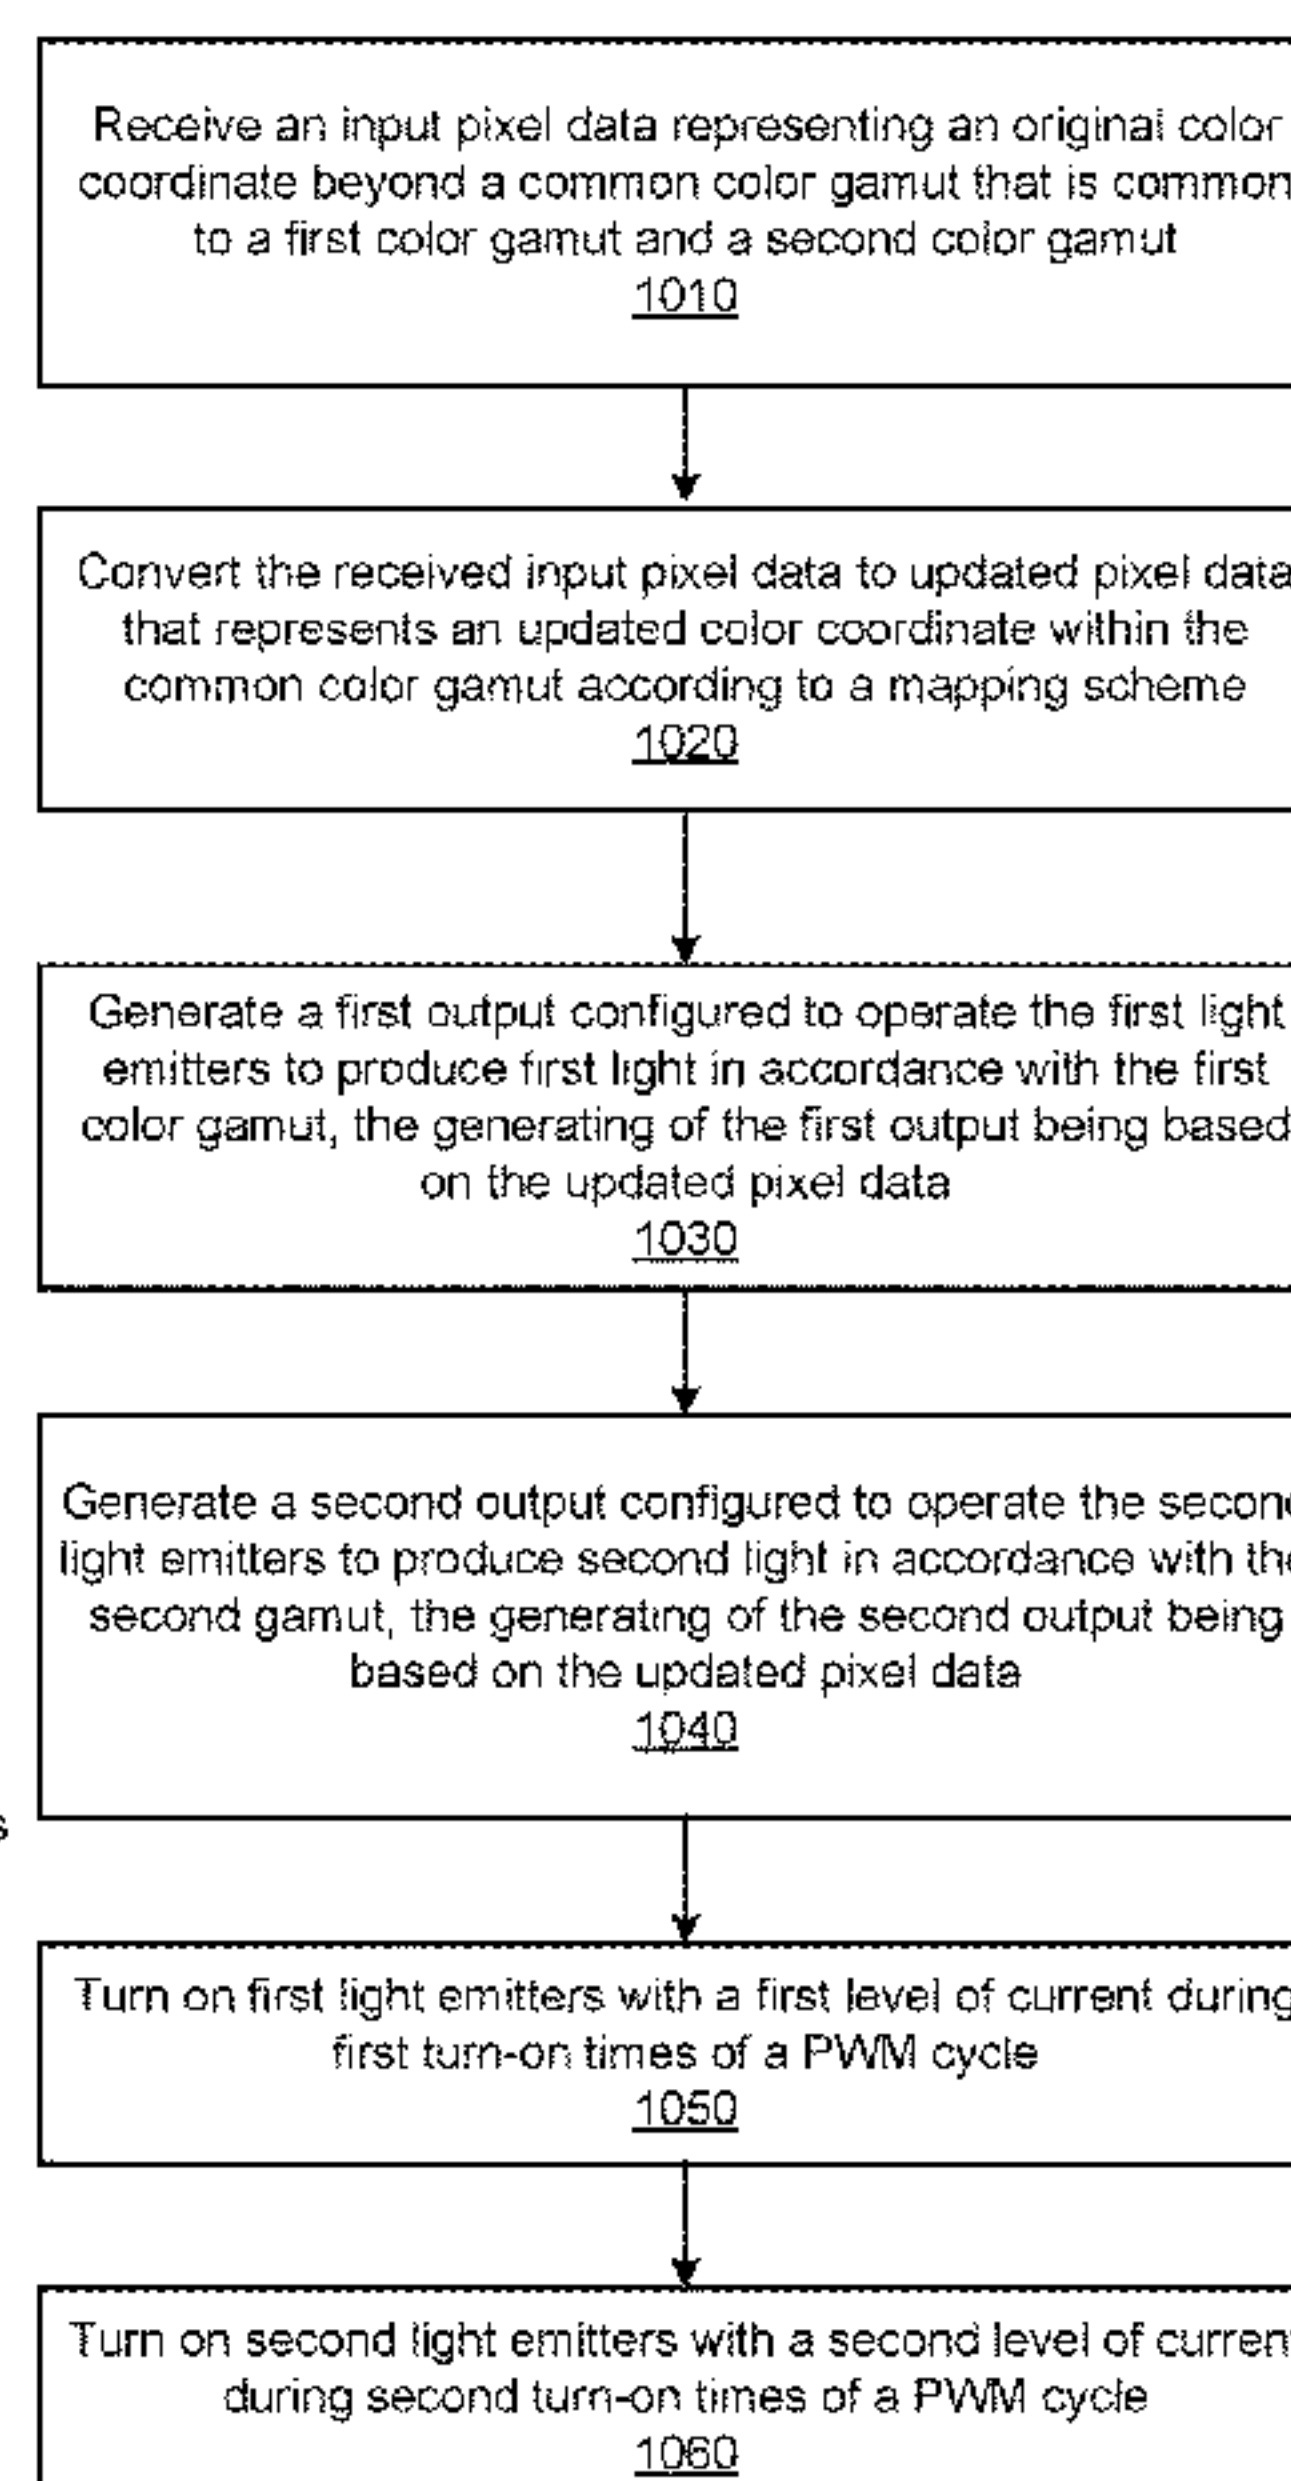 Receive an input pixel data representing an original color
coordinate beyond a common color gamut that is common
to a first color gamut and a second color gamut
1010
Convert the received input pixel data to updated pixel data
that represents an updated color coordinate within the
common color gamut according to a mapping scheme
1020
Generate a first output configured to operate the first light
emitters to produce first light in accordance with the first
color gamut, the generating of the first output being based
on the updated pixel data
1030
Generate a second output configured to operate the second
light emitters to produce second light in accordance with the
second gamut, the generating of the second output being
based on the updated pixel data
1040
Turn on first light emitters with a first level of current during
first turn-on times of a PWM cycle
1050
Turn on second light emitters with a second level of current
during second turn-on times of a PWM cycle
1060